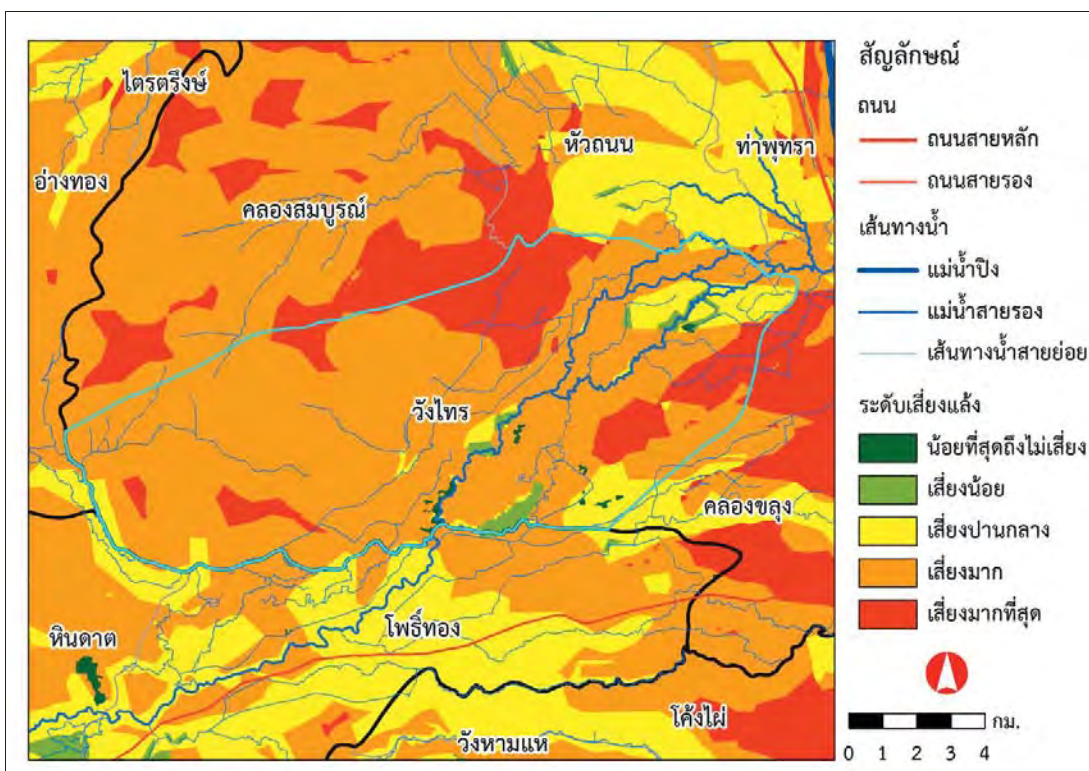 ไตรตรึงษ์
หัวถนน
ท่าพุทรา
อ่างทอง
คลองสมบูรณ์
วังไทร
คลองขลุง
หินดาต
โพธิ์ทอง
โค้งไผ่
วังหามแห
สัญลักษณ์
ถนน
ถนนสายหลัก
ถนนสายรอง
เส้นทางน้ำ
แม่น้ำปิง
แม่น้ำสายรอง
เส้นทางน้ำสายย่อย
ระดับเสี่ยงแล้ง
น้อยที่สุดถึงไม่เสี่ยง
เสี่ยงน้อย
เสี่ยงปานกลาง
เสี่ยงมาก
เสี่ยงมากที่สุด
กม.
0 1 2 3 4